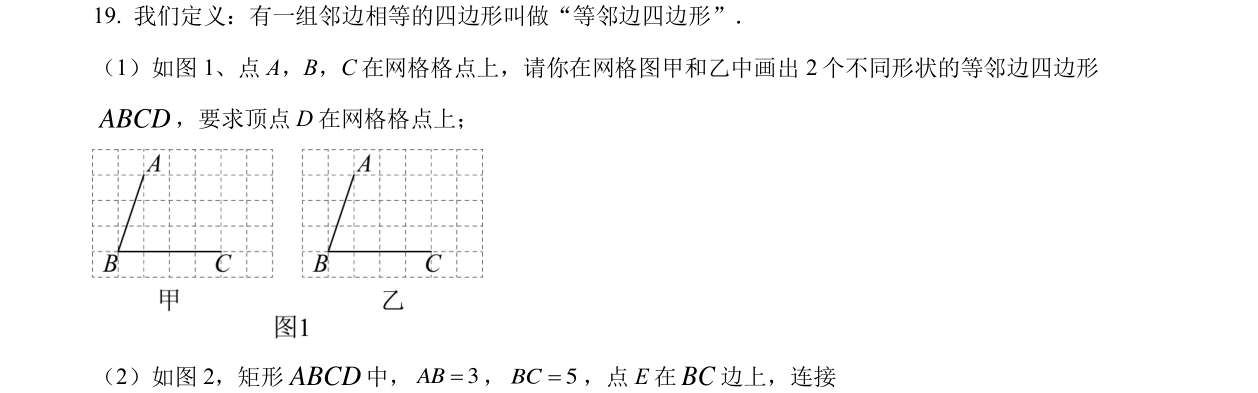 19. 我们定义：有一组邻边相等的四边形叫做“等邻边四边形”．
（1）如图 1、点 A，B，C 在网格格点上，请你在网格图甲和乙中画出 2 个不同形状的等邻边四边形
ABCD，要求顶点 D 在网格格点上；
A A
B C B C
甲 乙
图1
（2）如图 2，矩形 ABCD 中， AB = 3， BC = 5，点 E 在 BC 边上，连接